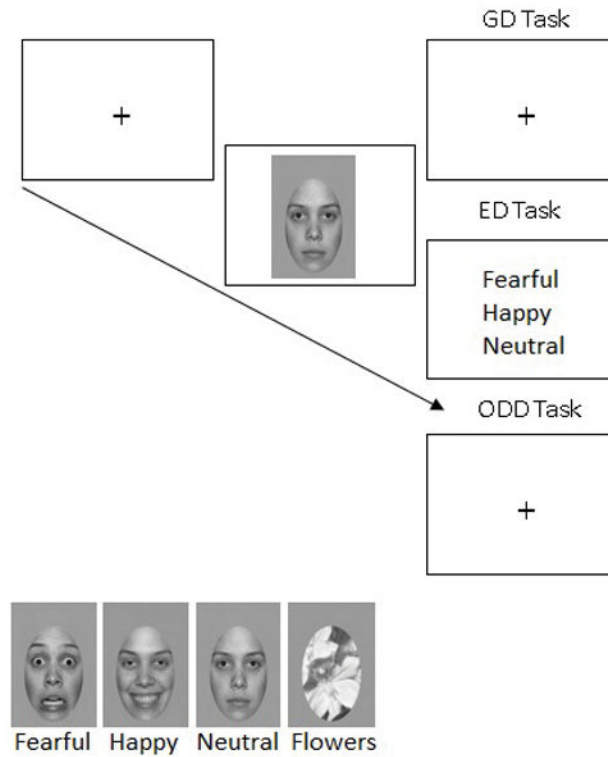 GD Task
+
+
ED Task
Fearful
Happy
Neutral
ODD Task
+
Fearful Happy Neutral Flowers